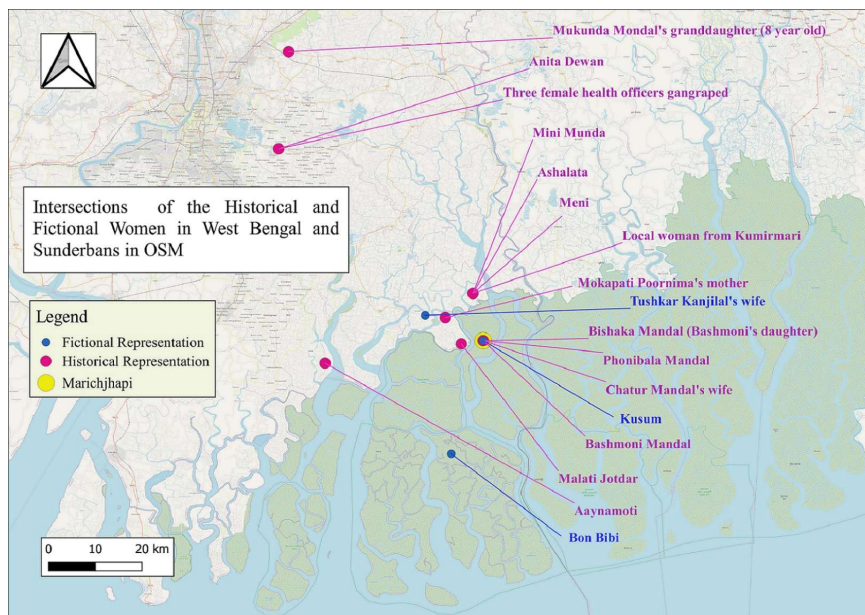 Mukunda Mondal's granddaughter (8 year old)
Anita Dewan
Three female health officers gangraped
Mini Munda
Ashalata
Meni
Intersections of the Historical and
Fictional Women in West Bengal and
Sunderbans in OSM
Local woman from Kumirmari
Mokapati Poornima's mother
Tushkar Kanjilal's wife
Legend
Fictional Representation
Historical Representation
Marichjhapi
Bishaka Mandal (Bashmoni's daughter)
Phonibala Mandal
Chatur Mandal's wife
Kusum
Bashmoni Mandal
Malati Jotdar
Aaynamoti
Bon Bibi
0 10 20 km